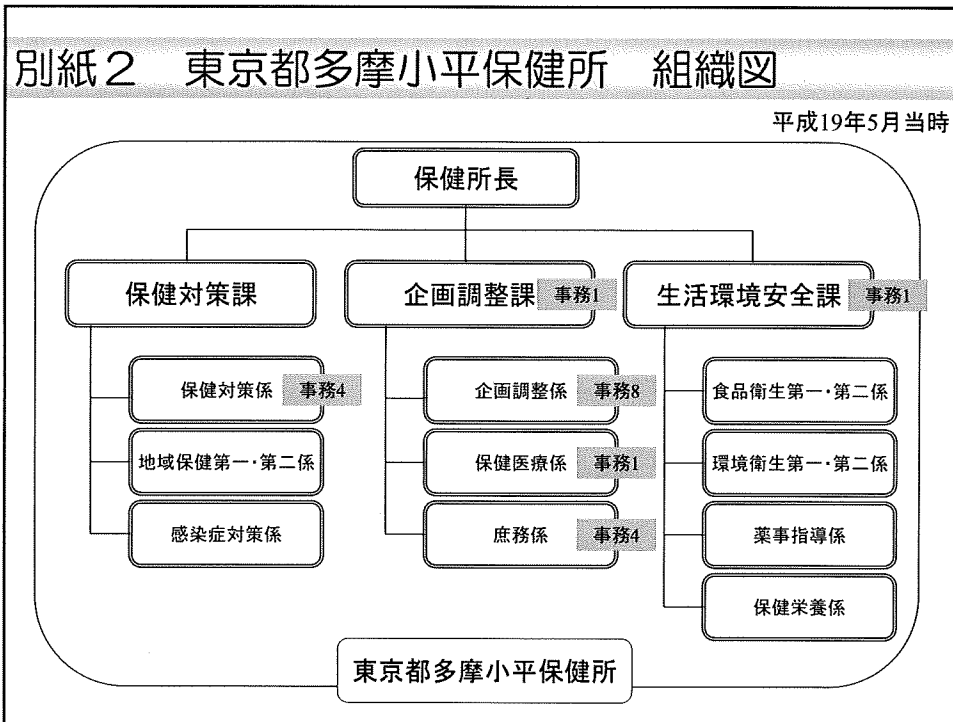 別紙2 東京都多摩小平保健所 組織図
平成19年5月当時
保健所長
保健対策課
企画調整課 事務1
生活環境安全課 事務1
保健対策係 事務4
地域保健第一・第二係
感染症対策係
企画調整係 事務8
保健医療係 事務1
庶務係 事務4
食品衛生第一・第二係
環境衛生第一・第二係
薬事指導係
保健栄養係
東京都多摩小平保健所